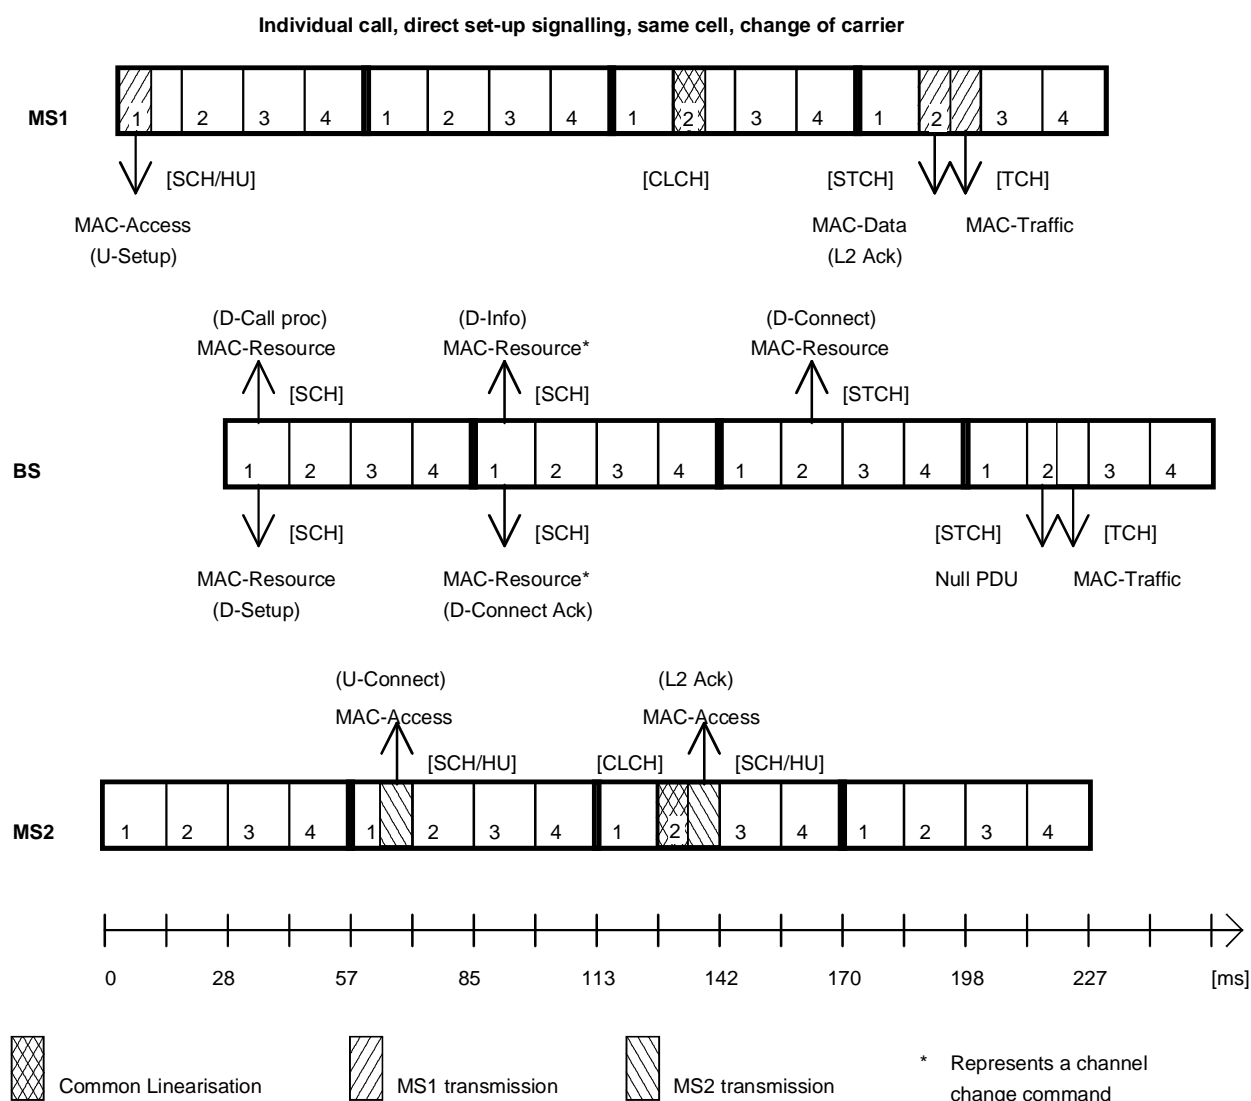 Individual call, direct set-up signalling, same cell, change of carrier
MS1
1 2 3 4 1 2 3 4 1 2 3 4 1 2 3 4
[SCH/HU] [CLCH] [STCH] [TCH]
MAC-Access MAC-Data MAC-Traffic
(U-Setup) (L2 Ack)
(D-Call proc) (D-Info) (D-Connect)
MAC-Resource MAC-Resource* MAC-Resource
[SCH] [SCH] [STCH]
BS
1 2 3 4 1 2 3 4 1 2 3 4 1 2 3 4
[SCH] [SCH] [STCH] [TCH]
MAC-Resource MAC-Resource* Null PDU MAC-Traffic
(D-Setup) (D-Connect Ack)
(U-Connect) (L2 Ack)
MAC-Access MAC-Access
[SCH/HU] [CLCH] [SCH/HU]
MS2
1 2 3 4 1 2 3 4 1 2 3 4 1 2 3 4
0 28 57 85 113 142 170 198 227 [ms]
Common Linearisation MS1 transmission MS2 transmission * Represents a channel
change command